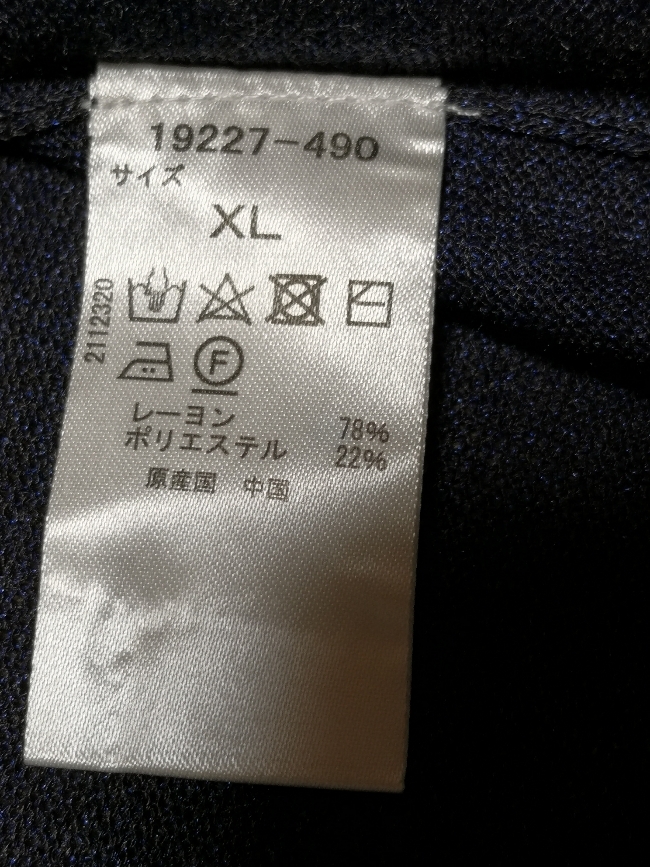 19227-490
サイズ
XL
2112320
F
レーヨン 78%
ポリエステル 22%
原産国 中国